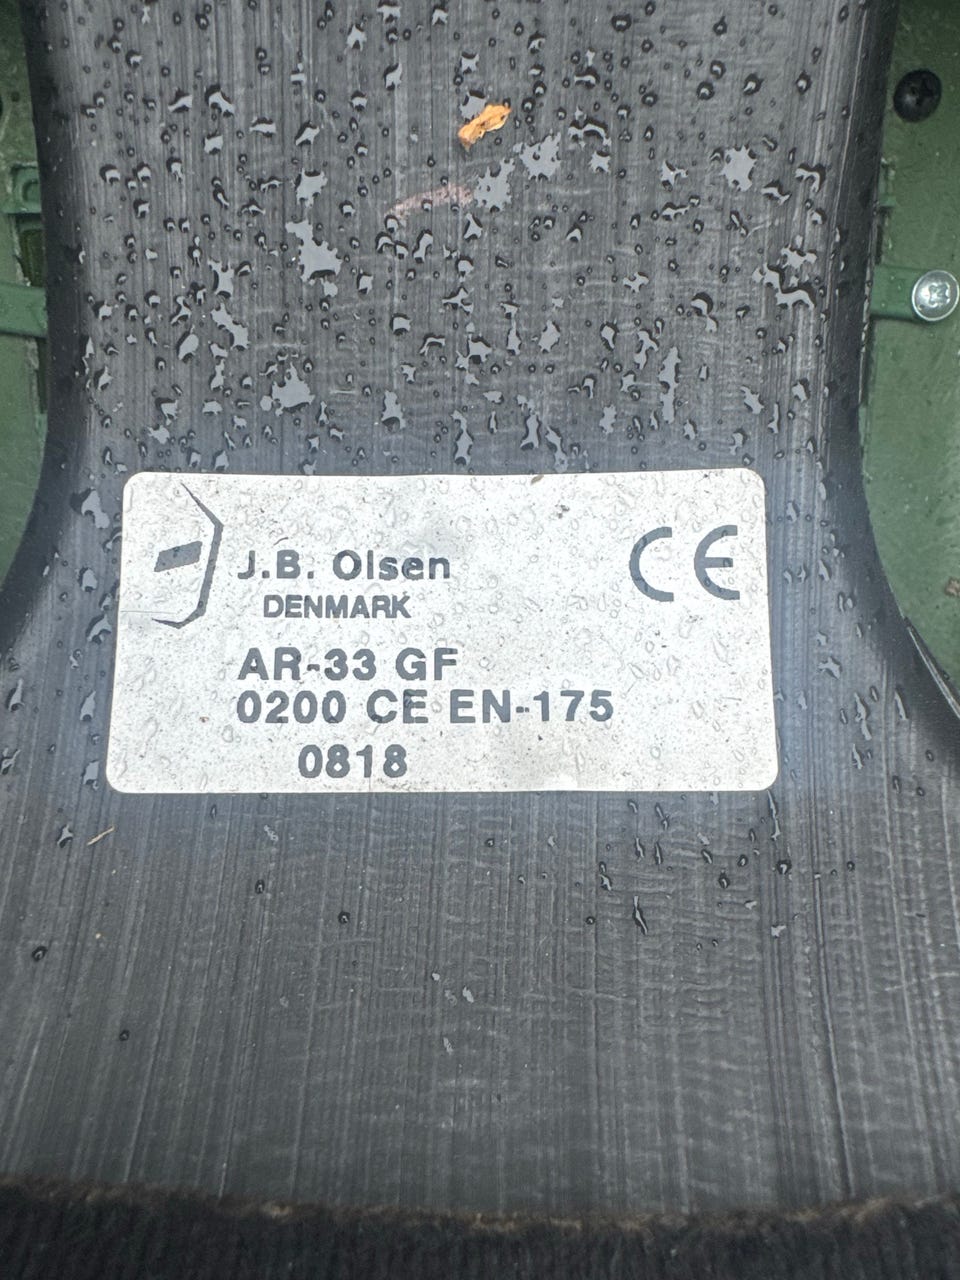 J.B. Olsen
CE
DENMARK
AR-33 GF
0200 CE EN-175
0818